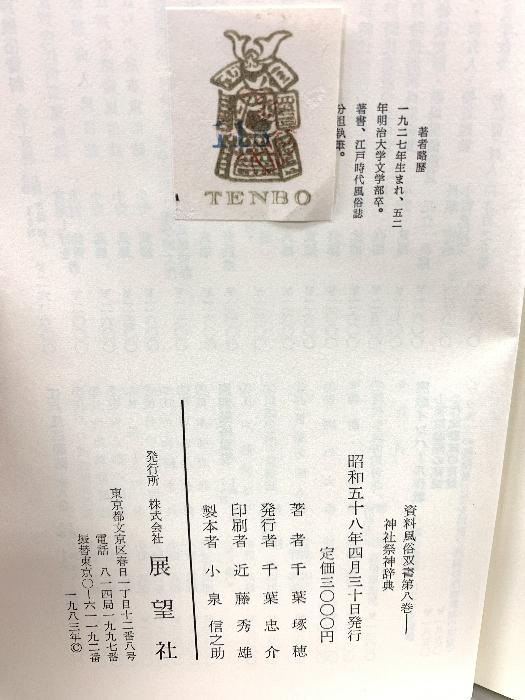 TENBO
著者略歴
一九二七年生まれ、五二
年明治大学文学部卒。
著書、江戸時代風俗誌
分担執筆。
資料風俗双書第八巻―
神社祭神辞典
昭和五十八年四月三十日発行
定価三〇〇〇円
著者 千葉琢穂
発行者 千葉忠介
印刷者 近藤秀雄
製本者 小泉信之助
発行所 株式会社 展望社
東京都文京区春日一丁目十二番八号
電話 八一四局一九九七番
振替東京〇―六一一九二番
一九八三年©